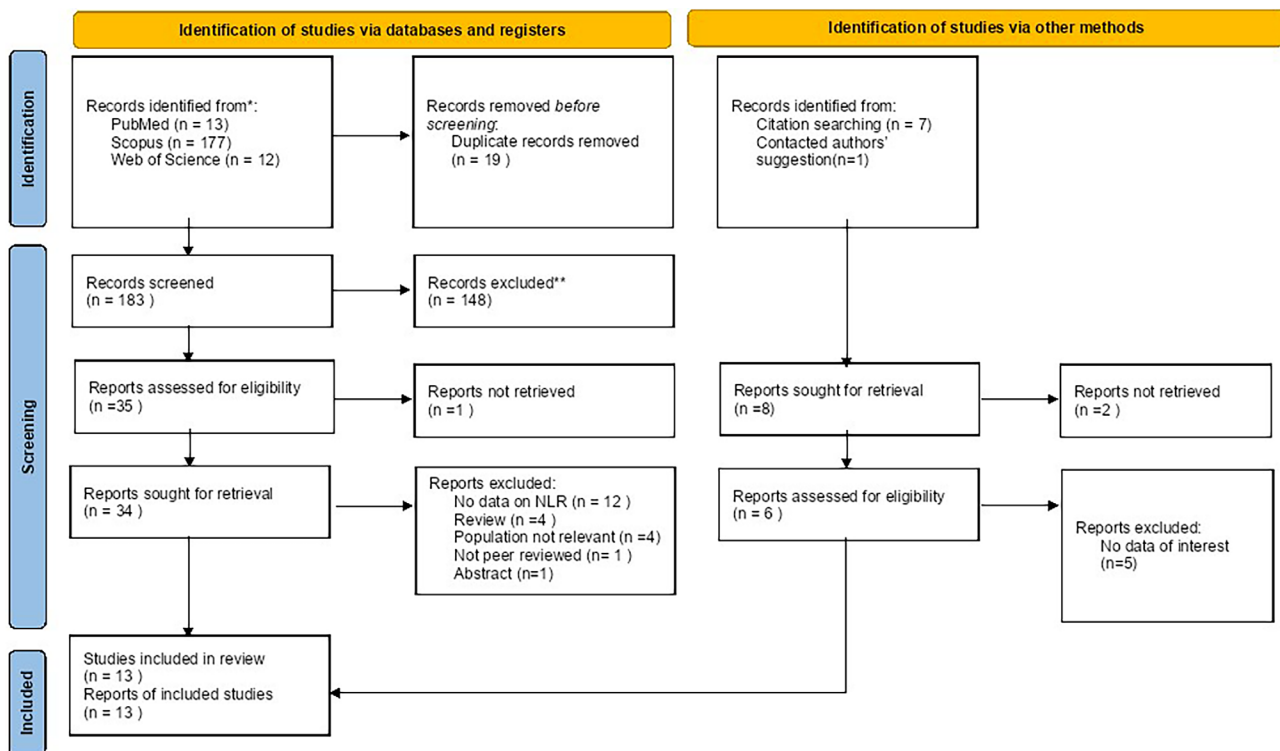 Identification of studies via databases and registers
Identification of studies via other methods
Identification
Records identified from*:
PubMed (n = 13)
Scopus (n = 177)
Web of Science (n = 12)
Records removed before
screening:
Duplicate records removed
(n = 19 )
Records identified from:
Citation searching (n = 7)
Contacted authors'
suggestion(n=1)
Screening
Records screened
(n = 183 )
Records excluded**
(n = 148)
Reports assessed for eligibility
(n =35 )
Reports not retrieved
(n =1 )
Reports sought for retrieval
(n =8)
Reports not retrieved
(n =2 )
Reports sought for retrieval
(n = 34 )
Reports excluded:
No data on NLR (n = 12 )
Review (n =4 )
Population not relevant (n =4)
Not peer reviewed (n= 1 )
Abstract (n=1)
Reports assessed for eligibility
(n = 6 )
Reports excluded:
No data of interest
(n=5)
Included
Studies included in review
(n = 13 )
Reports of included studies
(n = 13 )